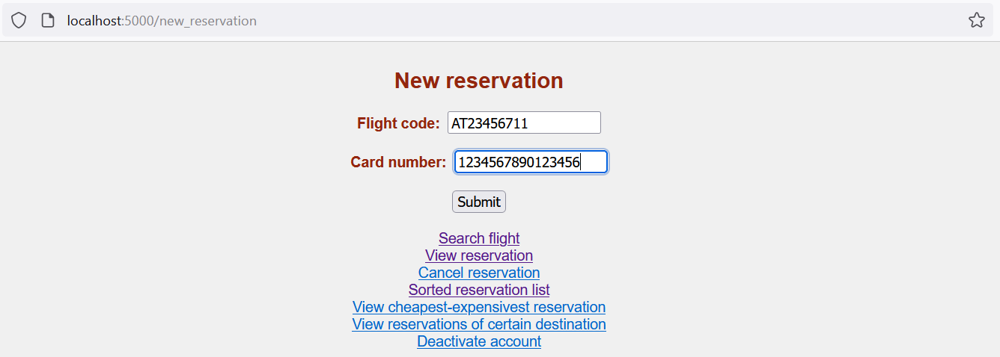 localhost:5000/new_reservation
New reservation
Flight code: AT23456711
Card number: 1234567890123456
Submit
Search flight
View reservation
Cancel reservation
Sorted reservation list
View cheapest-expensivest reservation
View reservations of certain destination
Deactivate account